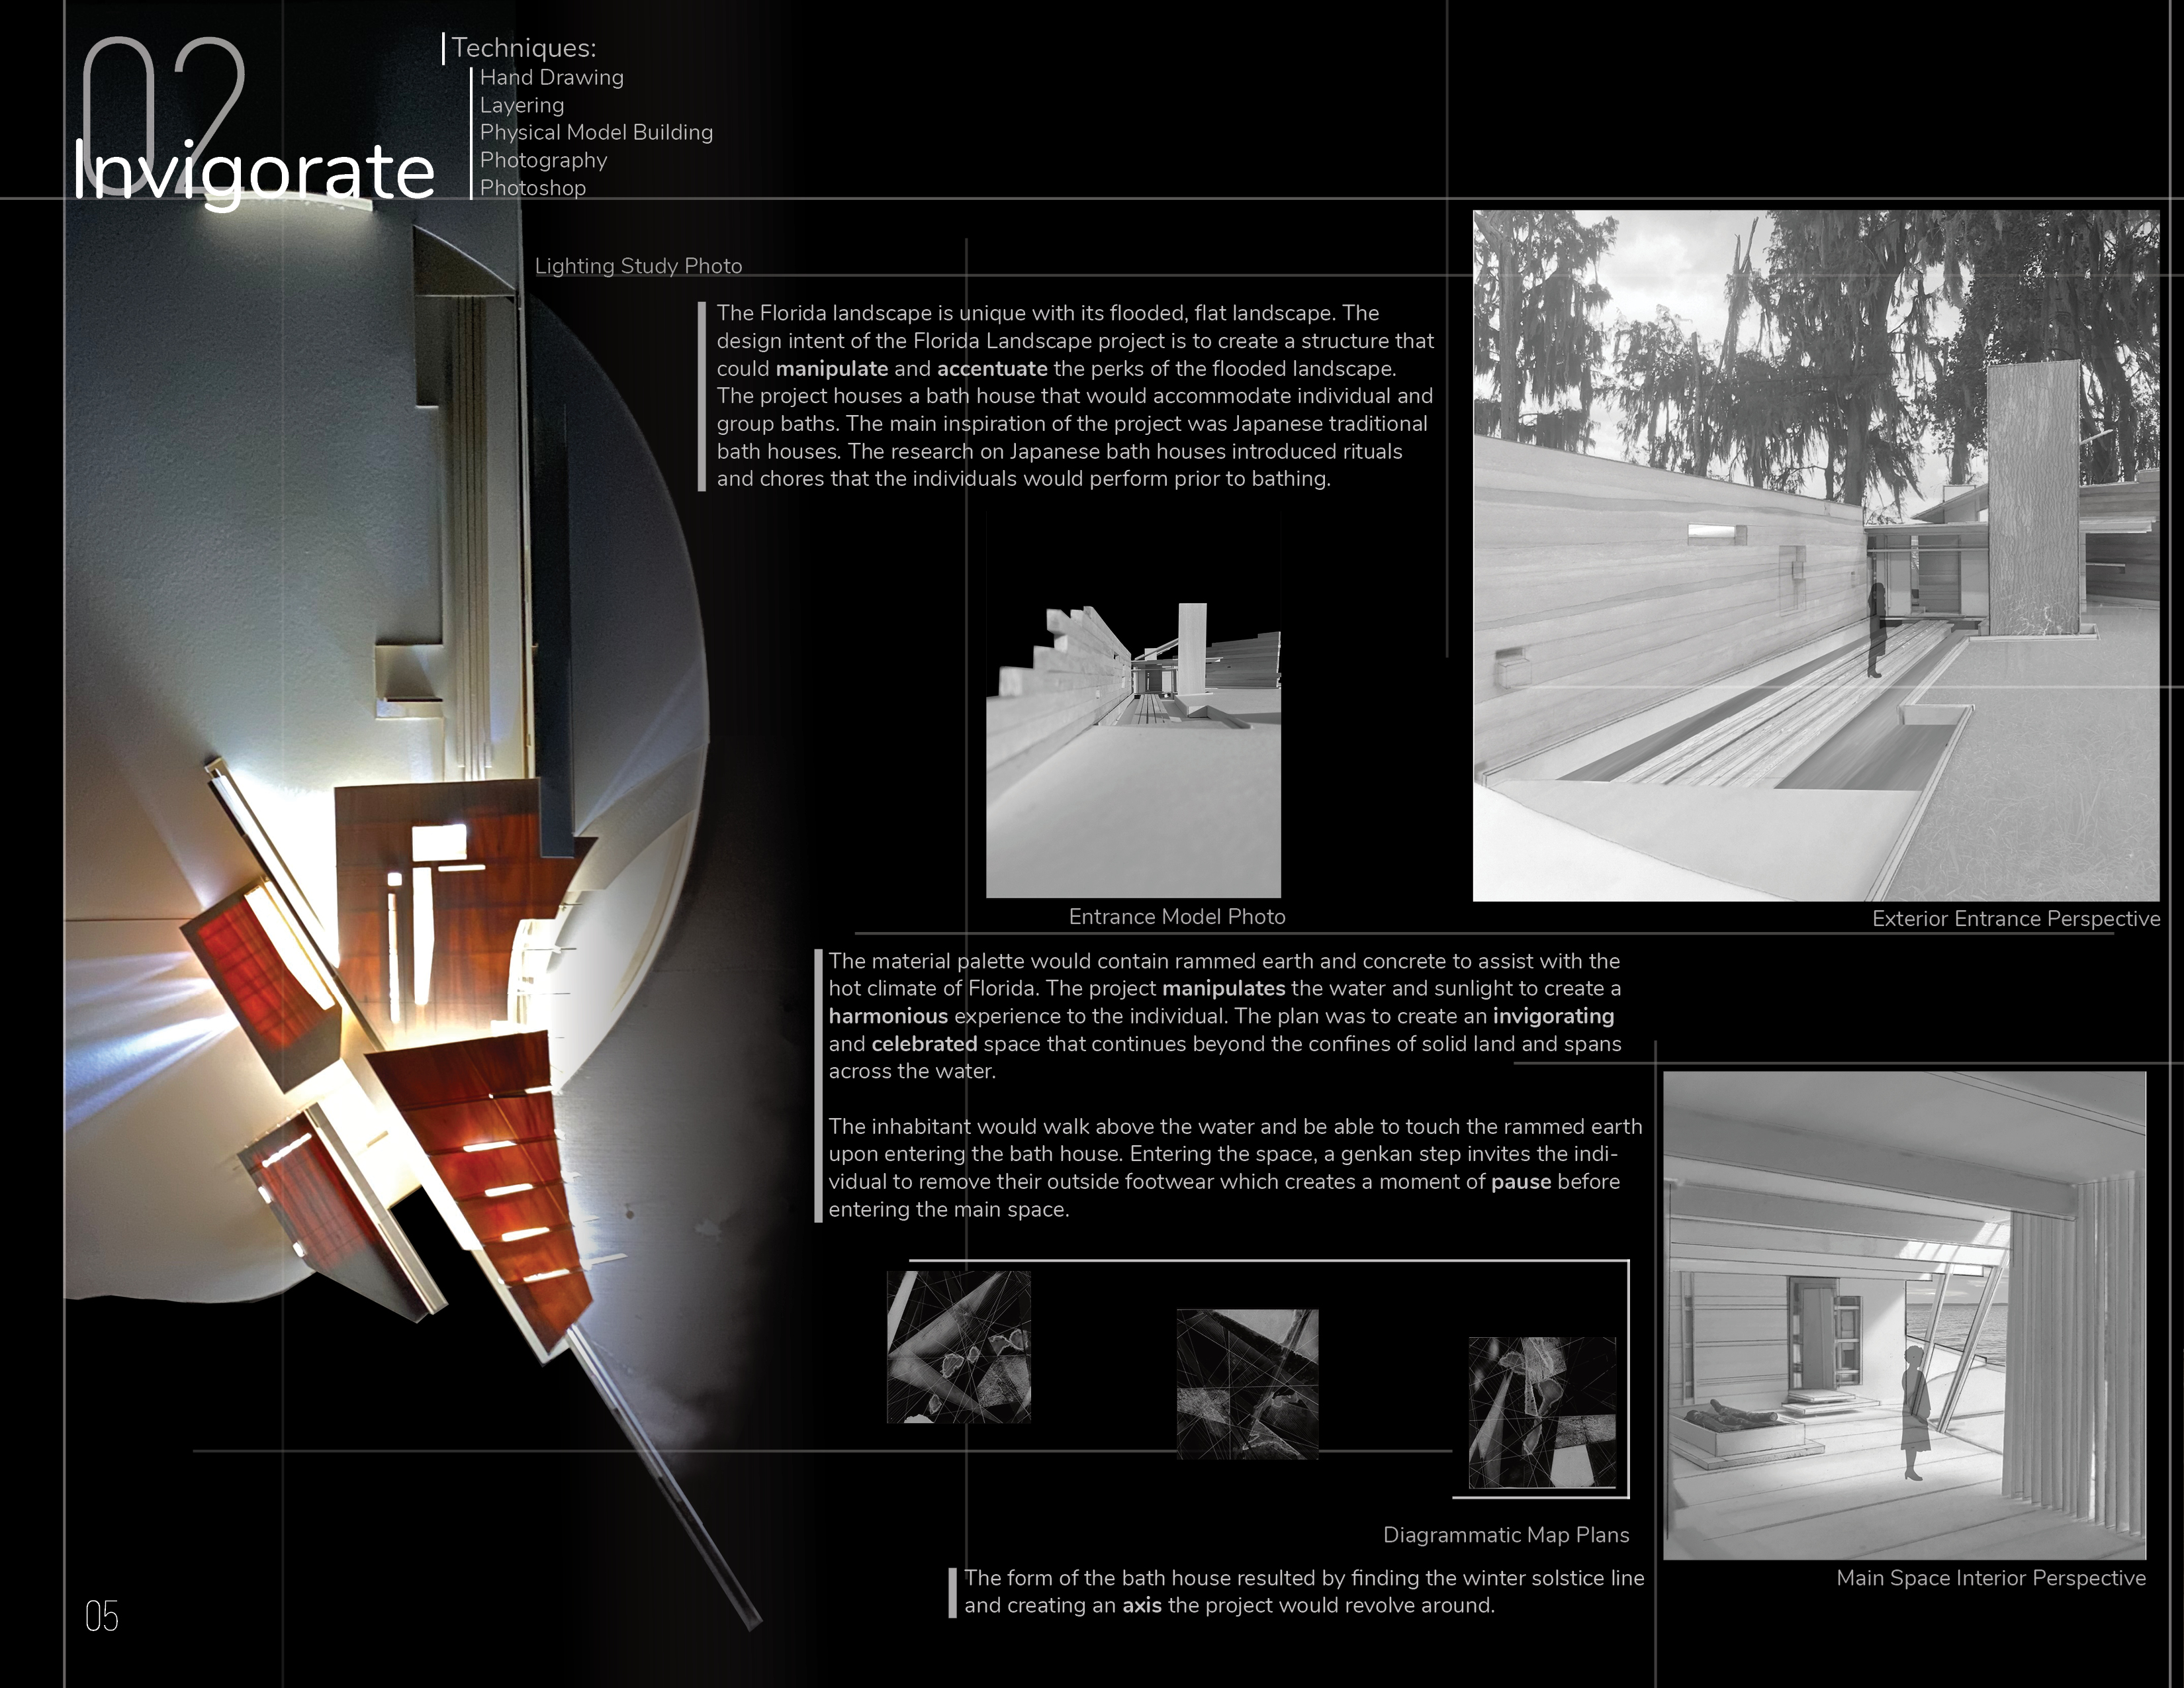 02
Invigorate
Techniques:
Hand Drawing
Layering
Physical Model Building
Photography
Photoshop
Lighting Study Photo
The Florida landscape is unique with its flooded, flat landscape. The
design intent of the Florida Landscape project is to create a structure that
could manipulate and accentuate the perks of the flooded landscape.
The project houses a bath house that would accommodate individual and
group baths. The main inspiration of the project was Japanese traditional
bath houses. The research on Japanese bath houses introduced rituals
and chores that the individuals would perform prior to bathing.
Entrance Model Photo
Exterior Entrance Perspective
The material palette would contain rammed earth and concrete to assist with the
hot climate of Florida. The project manipulates the water and sunlight to create a
harmonious experience to the individual. The plan was to create an invigorating
and celebrated space that continues beyond the confines of solid land and spans
across the water.
The inhabitant would walk above the water and be able to touch the rammed earth
upon entering the bath house. Entering the space, a genkan step invites the indi-
vidual to remove their outside footwear which creates a moment of pause before
entering the main space.
Diagrammatic Map Plans
Main Space Interior Perspective
The form of the bath house resulted by finding the winter solstice line
and creating an axis the project would revolve around.
05